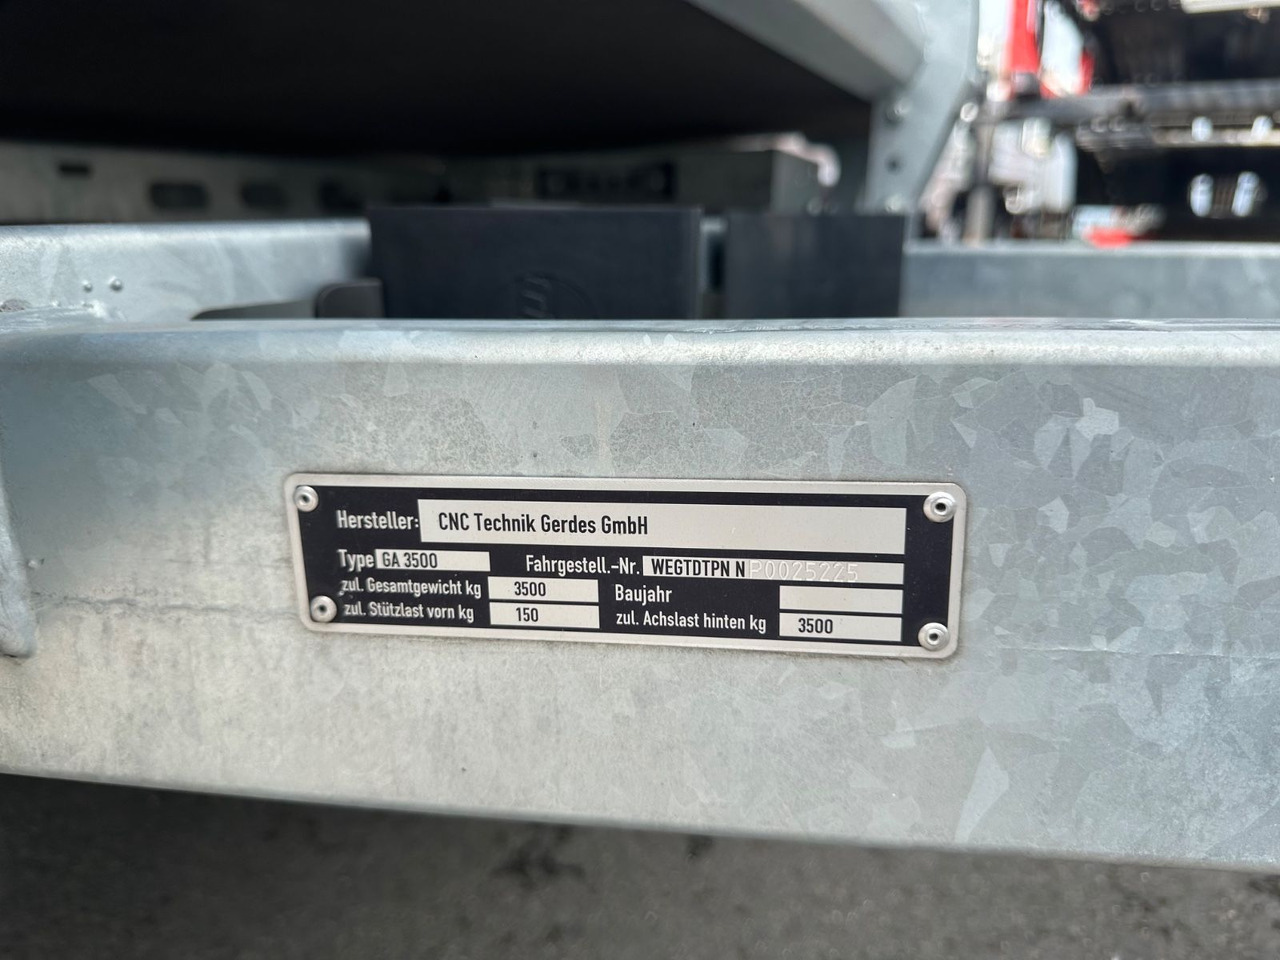 Hersteller: CNC Technik Gerdes GmbH
Type GA 3500 Fahrgestell.-Nr. WEGTDTPN N P0025225
zul. Gesamtgewicht kg 3500 Baujahr
zul. Stützlast vorn kg 150 zul. Achslast hinten kg 3500